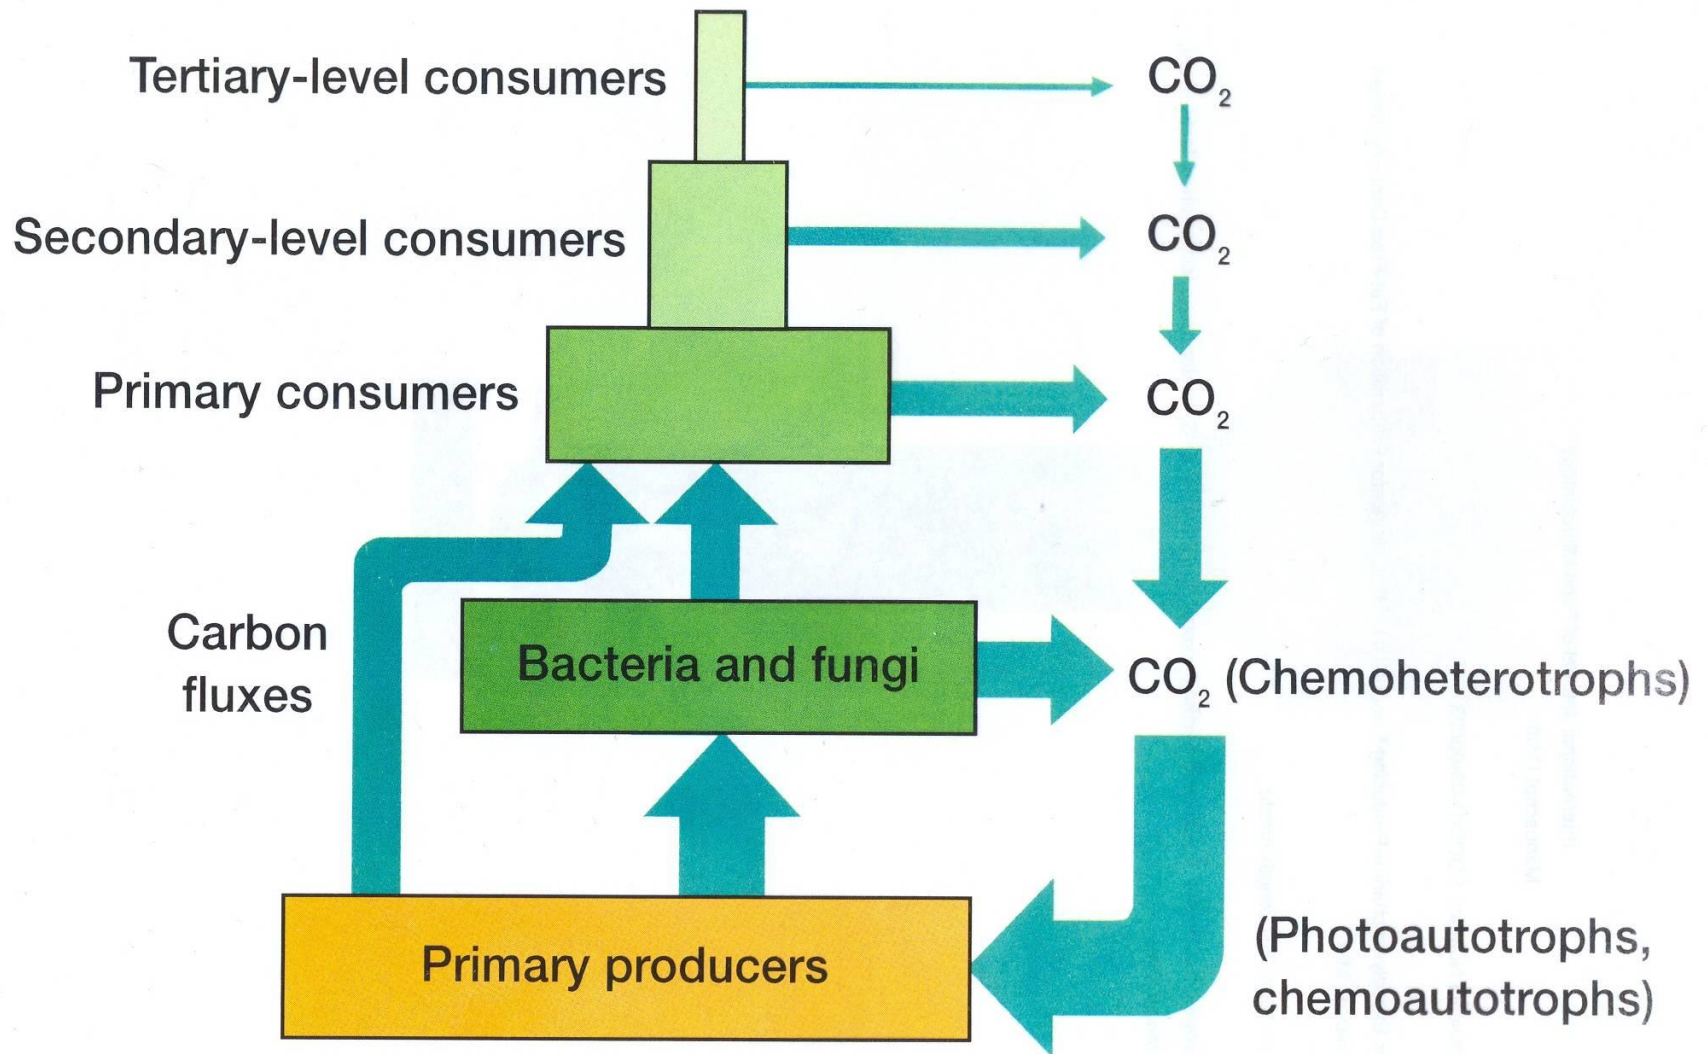 Tertiary-level consumers
CO₂
Secondary-level consumers
CO₂
Primary consumers
CO₂
Carbon
fluxes
Bacteria and fungi
CO₂ (Chemoheterotrophs)
Primary producers
(Photoautotrophs,
chemoautotrophs)